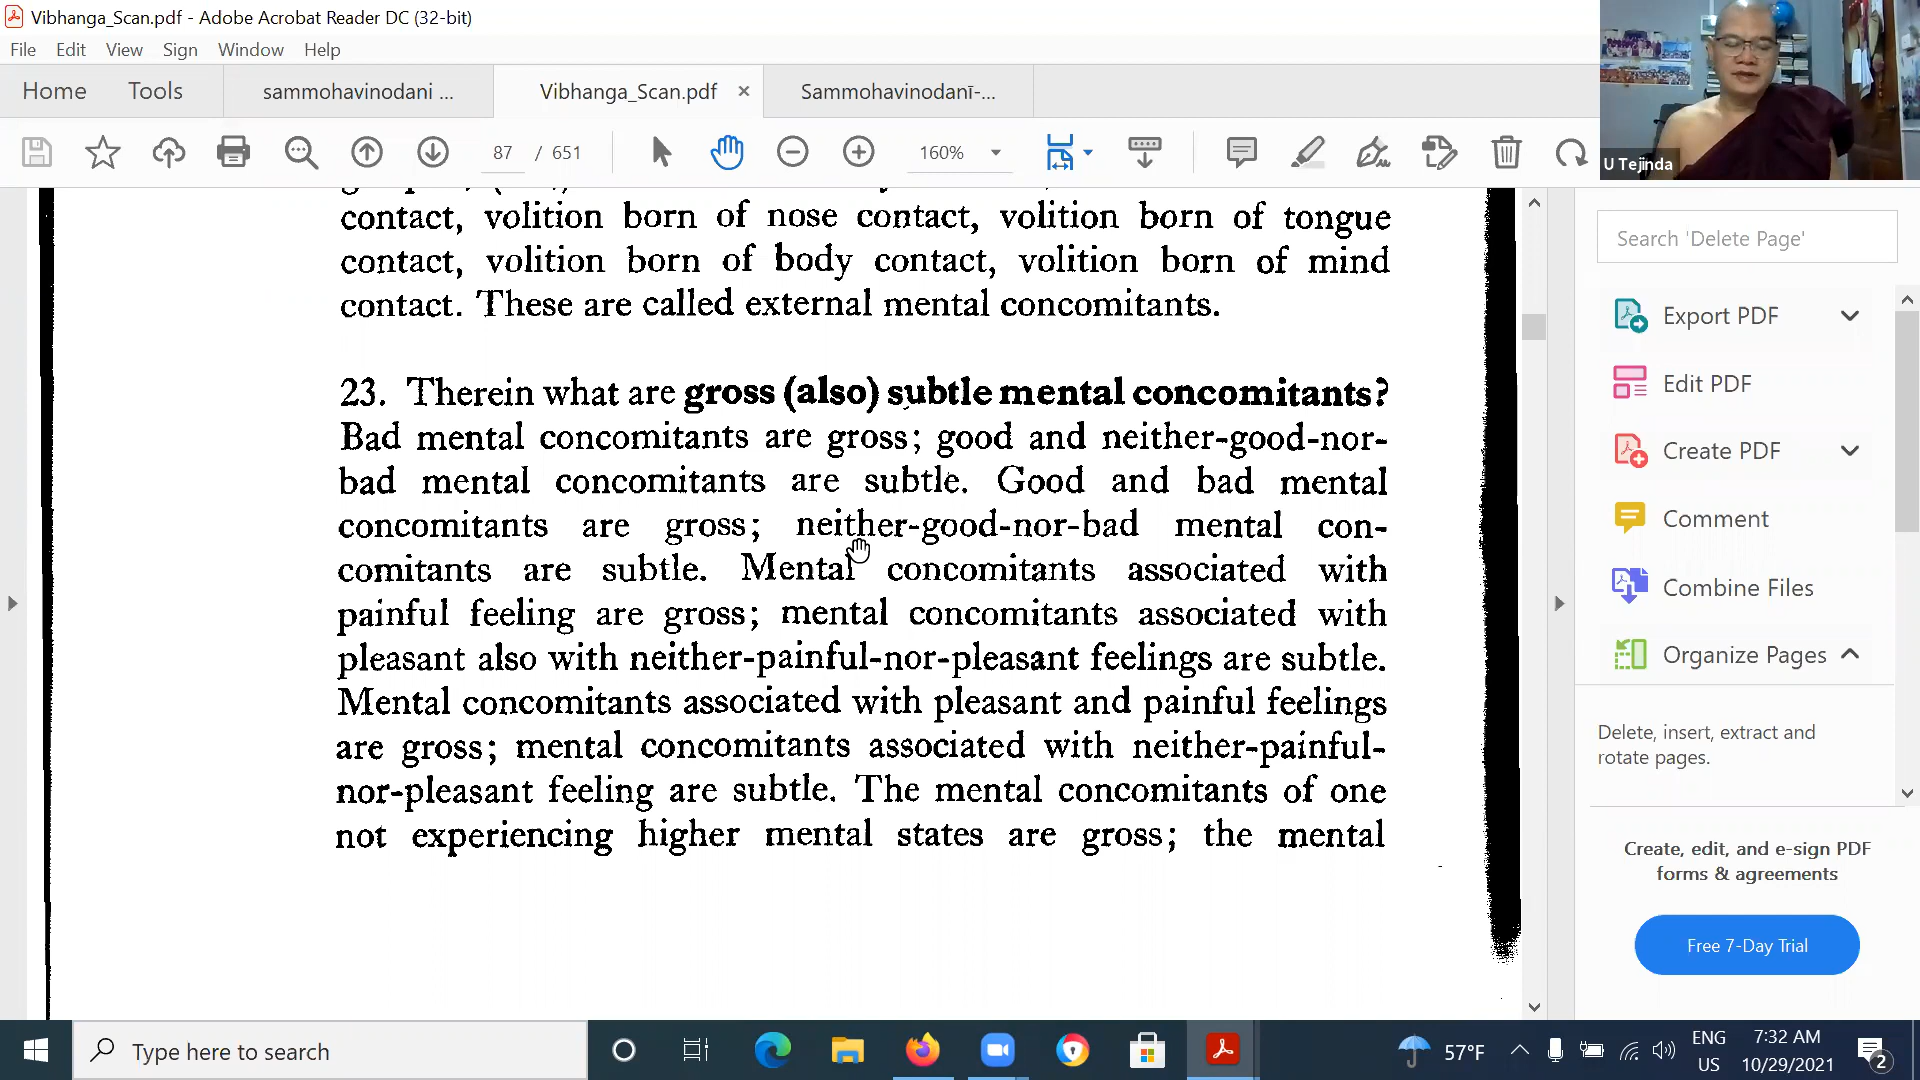 Vibhanga_Scan.pdf - Adobe Acrobat Reader DC (32-bit)
File Edit View Sign Window Help
Home Tools sammohavinodani ... Vibhanga_Scan.pdf × Sammohavinodanī-...
87 / 651 160%
U Tejinda
contact, volition born of nose contact, volition born of tongue
contact, volition born of body contact, volition born of mind
contact. These are called external mental concomitants.
23. Therein what are gross (also) subtle mental concomitants?
Bad mental concomitants are gross; good and neither-good-nor-
bad mental concomitants are subtle. Good and bad mental
concomitants are gross; neither-good-nor-bad mental con-
comitants are subtle. Mental concomitants associated with
painful feeling are gross; mental concomitants associated with
pleasant also with neither-painful-nor-pleasant feelings are subtle.
Mental concomitants associated with pleasant and painful feelings
are gross; mental concomitants associated with neither-painful-
nor-pleasant feeling are subtle. The mental concomitants of one
not experiencing higher mental states are gross; the mental
Search 'Delete Page'
Export PDF
Edit PDF
Create PDF
Comment
Combine Files
Organize Pages
Delete, insert, extract and
rotate pages.
Create, edit, and e-sign PDF
forms & agreements
Free 7-Day Trial
Type here to search
57°F
ENG
US
7:32 AM
10/29/2021
2